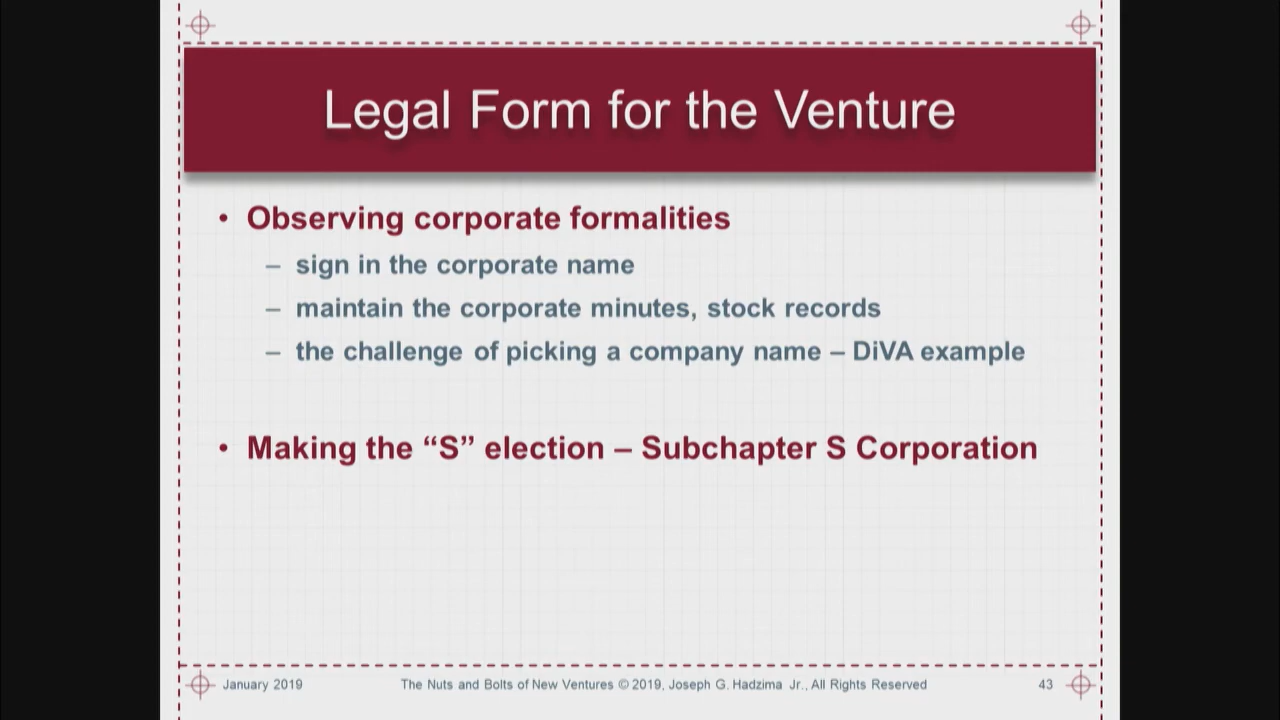 Legal Form for the Venture
• Observing corporate formalities
– sign in the corporate name
– maintain the corporate minutes, stock records
– the challenge of picking a company name – DiVA example
• Making the “S” election – Subchapter S Corporation
January 2019 The Nuts and Bolts of New Ventures © 2019, Joseph G. Hadzima Jr., All Rights Reserved 43